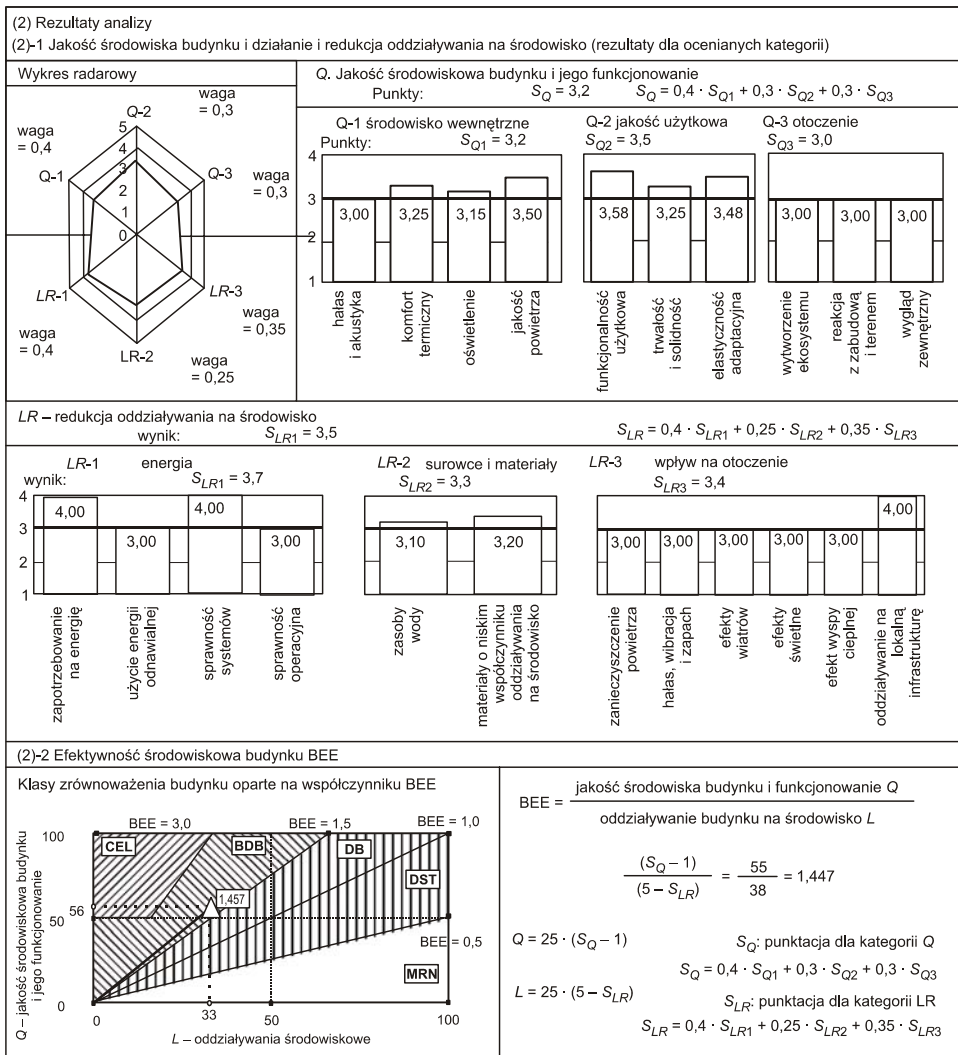 (2) Rezultaty analizy
(2)-1 Jakość środowiska budynku i działanie i redukcja oddziaływania na środowisko (rezultaty dla ocenianych kategorii)
Wykres radarowy
waga = 0,3
Q-2
waga = 0,4
Q-1
5
4
3
2
1
0
Q-3
waga = 0,3
LR-1
LR-3
waga = 0,35
waga = 0,4
LR-2
waga = 0,25
Q. Jakość środowiskowa budynku i jego funkcjonowanie
Punkty: S_Q = 3,2 S_Q = 0,4 · S_Q1 + 0,3 · S_Q2 + 0,3 · S_Q3
Q-1 środowisko wewnętrzne
Punkty: S_Q1 = 3,2
4
3
2
1
3,00 3,25 3,15 3,50
hałas i akustyka
komfort termiczny
oświetlenie
jakość powietrza
Q-2 jakość użytkowa
S_Q2 = 3,5
3,58 3,25 3,48
funkcjonalność użytkowa
trwałość i solidność
elastyczność adaptacyjna
Q-3 otoczenie
S_Q3 = 3,0
3,00 3,00 3,00
wytworzenie ekosystemu
reakcja z zabudową i terenem
wygląd zewnętrzny
LR – redukcja oddziaływania na środowisko
wynik: S_LR1 = 3,5 S_LR = 0,4 · S_LR1 + 0,25 · S_LR2 + 0,35 · S_LR3
LR-1 energia
wynik: S_LR1 = 3,7
4
3
2
1
4,00 3,00 4,00 3,00
zapotrzebowanie na energię
użycie energii odnawialnej
sprawność systemów
sprawność operacyjna
LR-2 surowce i materiały
S_LR2 = 3,3
3,10 3,20
zasoby wody
materiały o niskim współczynniku oddziaływania na środowisko
LR-3 wpływ na otoczenie
S_LR3 = 3,4
3,00 3,00 3,00 3,00 3,00 4,00
zanieczyszczenie powietrza
hałas, wibracja i zapach
efekty wiatrów
efekty świetlne
efekt wyspy cieplnej
oddziaływanie na lokalną infrastrukturę
(2)-2 Efektywność środowiskowa budynku BEE
Klasy zrównoważenia budynku oparte na współczynniku BEE
BEE = 3,0 BEE = 1,5 BEE = 1,0
100
CEL BDB DB
DST
1,457
56
50
BEE = 0,5
MRN
0
0 33 50 100
Q – jakość środowiska budynku i jego funkcjonowanie
L – oddziaływania środowiskowe
BEE = jakość środowiska budynku i funkcjonowanie Q / oddziaływanie budynku na środowisko L
(S_Q – 1) / (5 – S_LR) = 55 / 38 = 1,447
Q = 25 · (S_Q – 1)
S_Q: punktacja dla kategorii Q
S_Q = 0,4 · S_Q1 + 0,3 · S_Q2 + 0,3 · S_Q3
L = 25 · (5 – S_LR)
S_LR: punktacja dla kategorii LR
S_LR = 0,4 · S_LR1 + 0,25 · S_LR2 + 0,35 · S_LR3